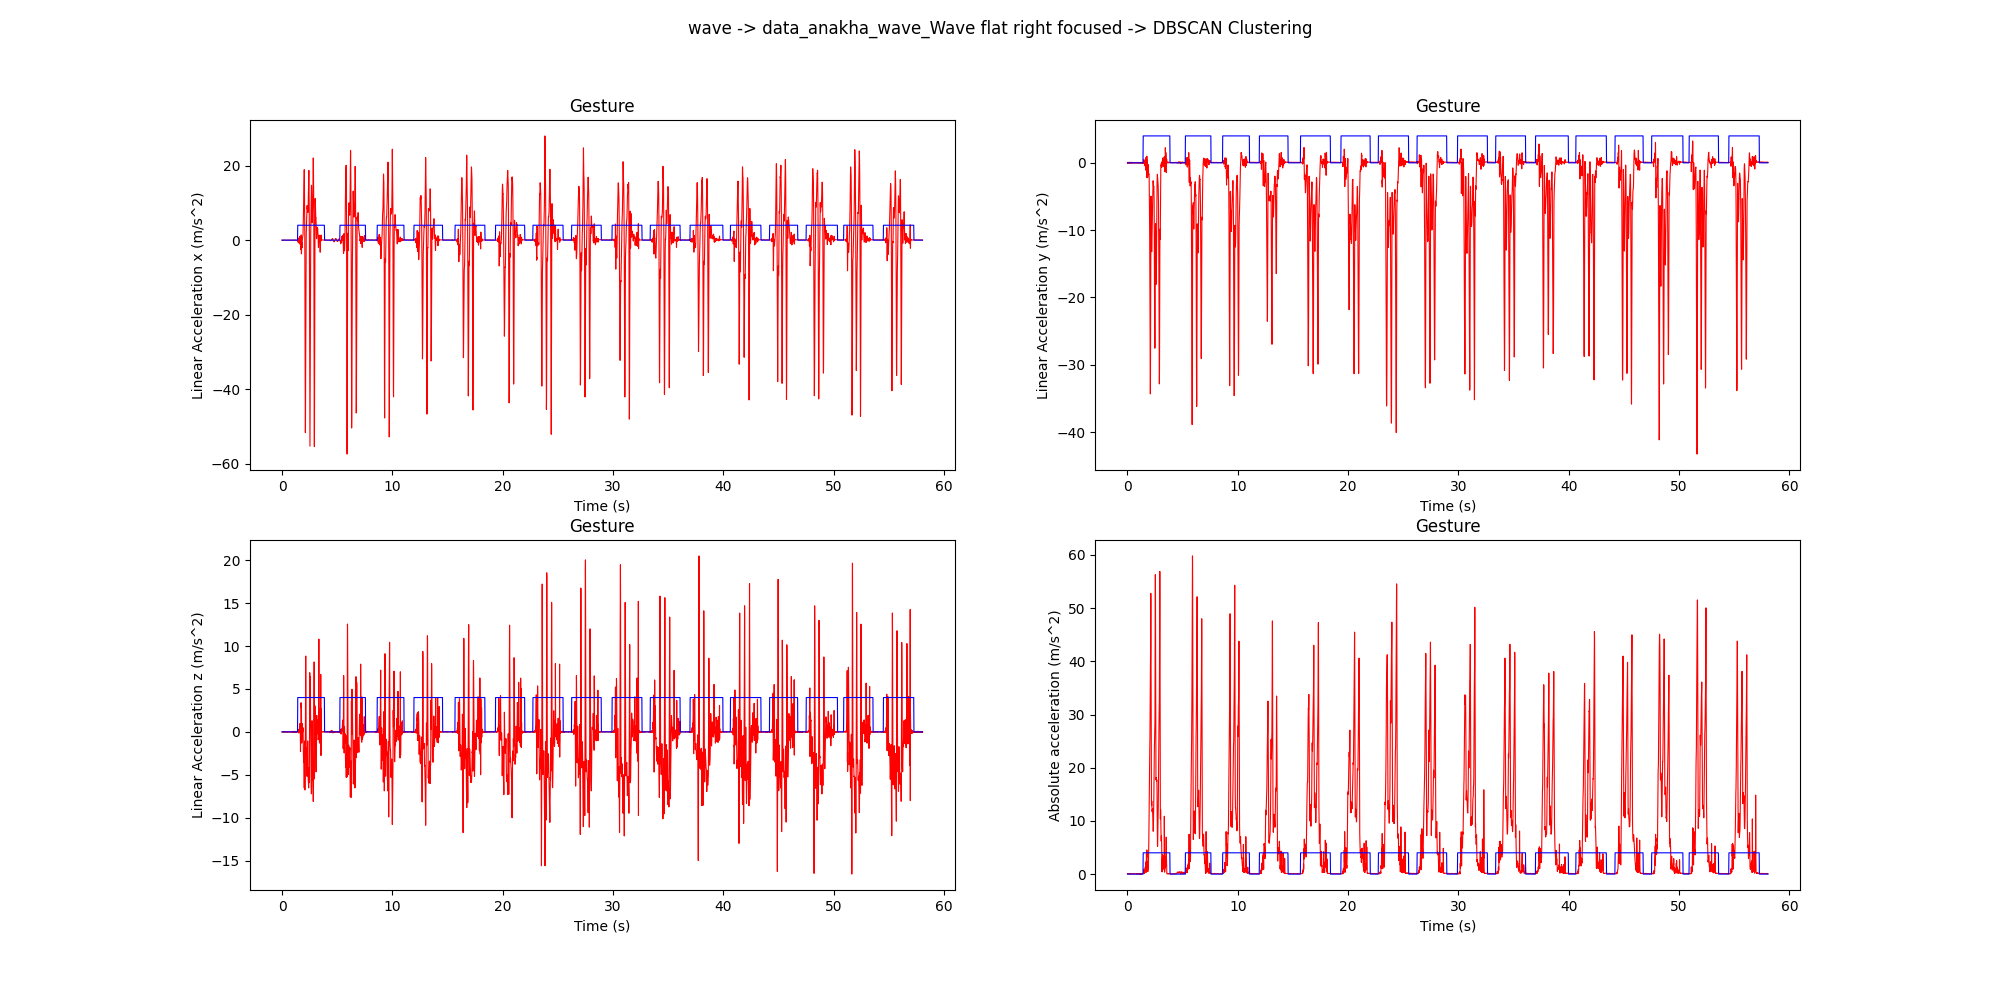 wave -> data_anakha_wave_Wave flat right focused -> DBSCAN Clustering
Gesture
Linear Acceleration x (m/s^2)
20
0
−20
−40
−60
0 10 20 30 40 50 60
Time (s)
Gesture
Linear Acceleration y (m/s^2)
0
−10
−20
−30
−40
0 10 20 30 40 50 60
Time (s)
Gesture
Linear Acceleration z (m/s^2)
20
15
10
5
0
−5
−10
−15
0 10 20 30 40 50 60
Time (s)
Gesture
Absolute acceleration (m/s^2)
60
50
40
30
20
10
0
0 10 20 30 40 50 60
Time (s)